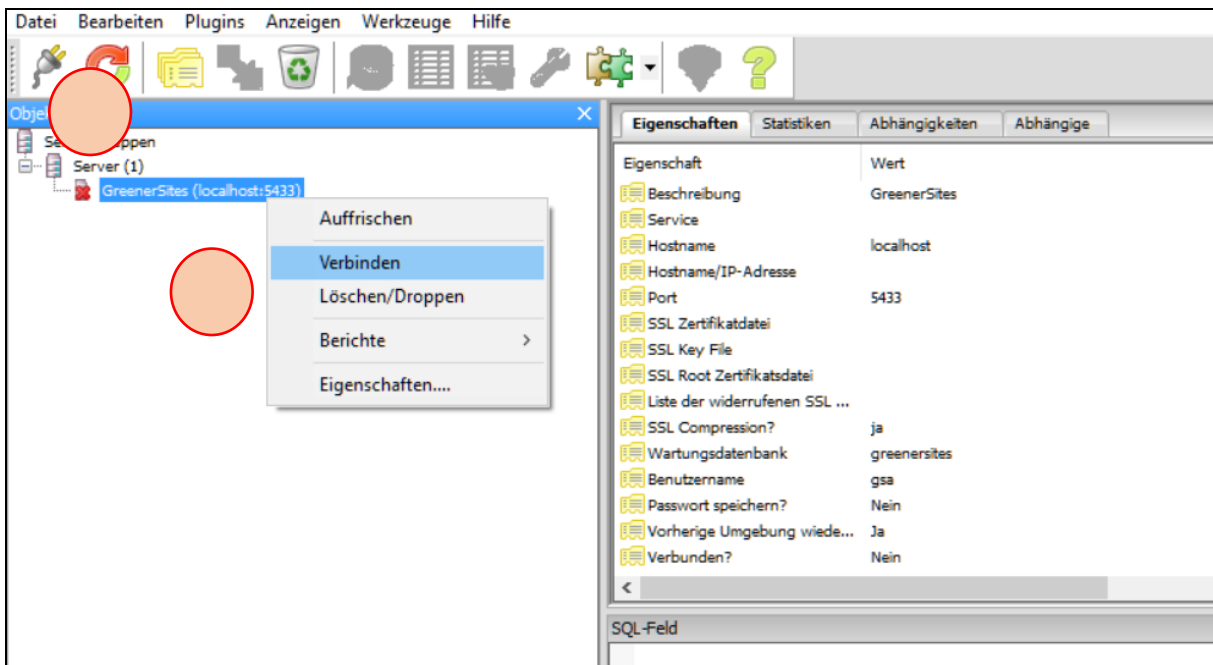 Datei Bearbeiten Plugins Anzeigen Werkzeuge Hilfe
Server (1)
GreenerSites (localhost:5433)
Auffrischen
Verbinden
Löschen/Droppen
Berichte
Eigenschaften....
Eigenschaften Statistiken Abhängigkeiten Abhängige
Eigenschaft Wert
Beschreibung GreenerSites
Service
Hostname localhost
Hostname/IP-Adresse
Port 5433
SSL Zertifikatdatei
SSL Key File
SSL Root Zertifikatsdatei
Liste der widerrufenen SSL ...
SSL Compression? ja
Wartungsdatenbank greenersites
Benutzername gsa
Passwort speichern? Nein
Vorherige Umgebung wiede... Ja
Verbunden? Nein
SQL-Feld